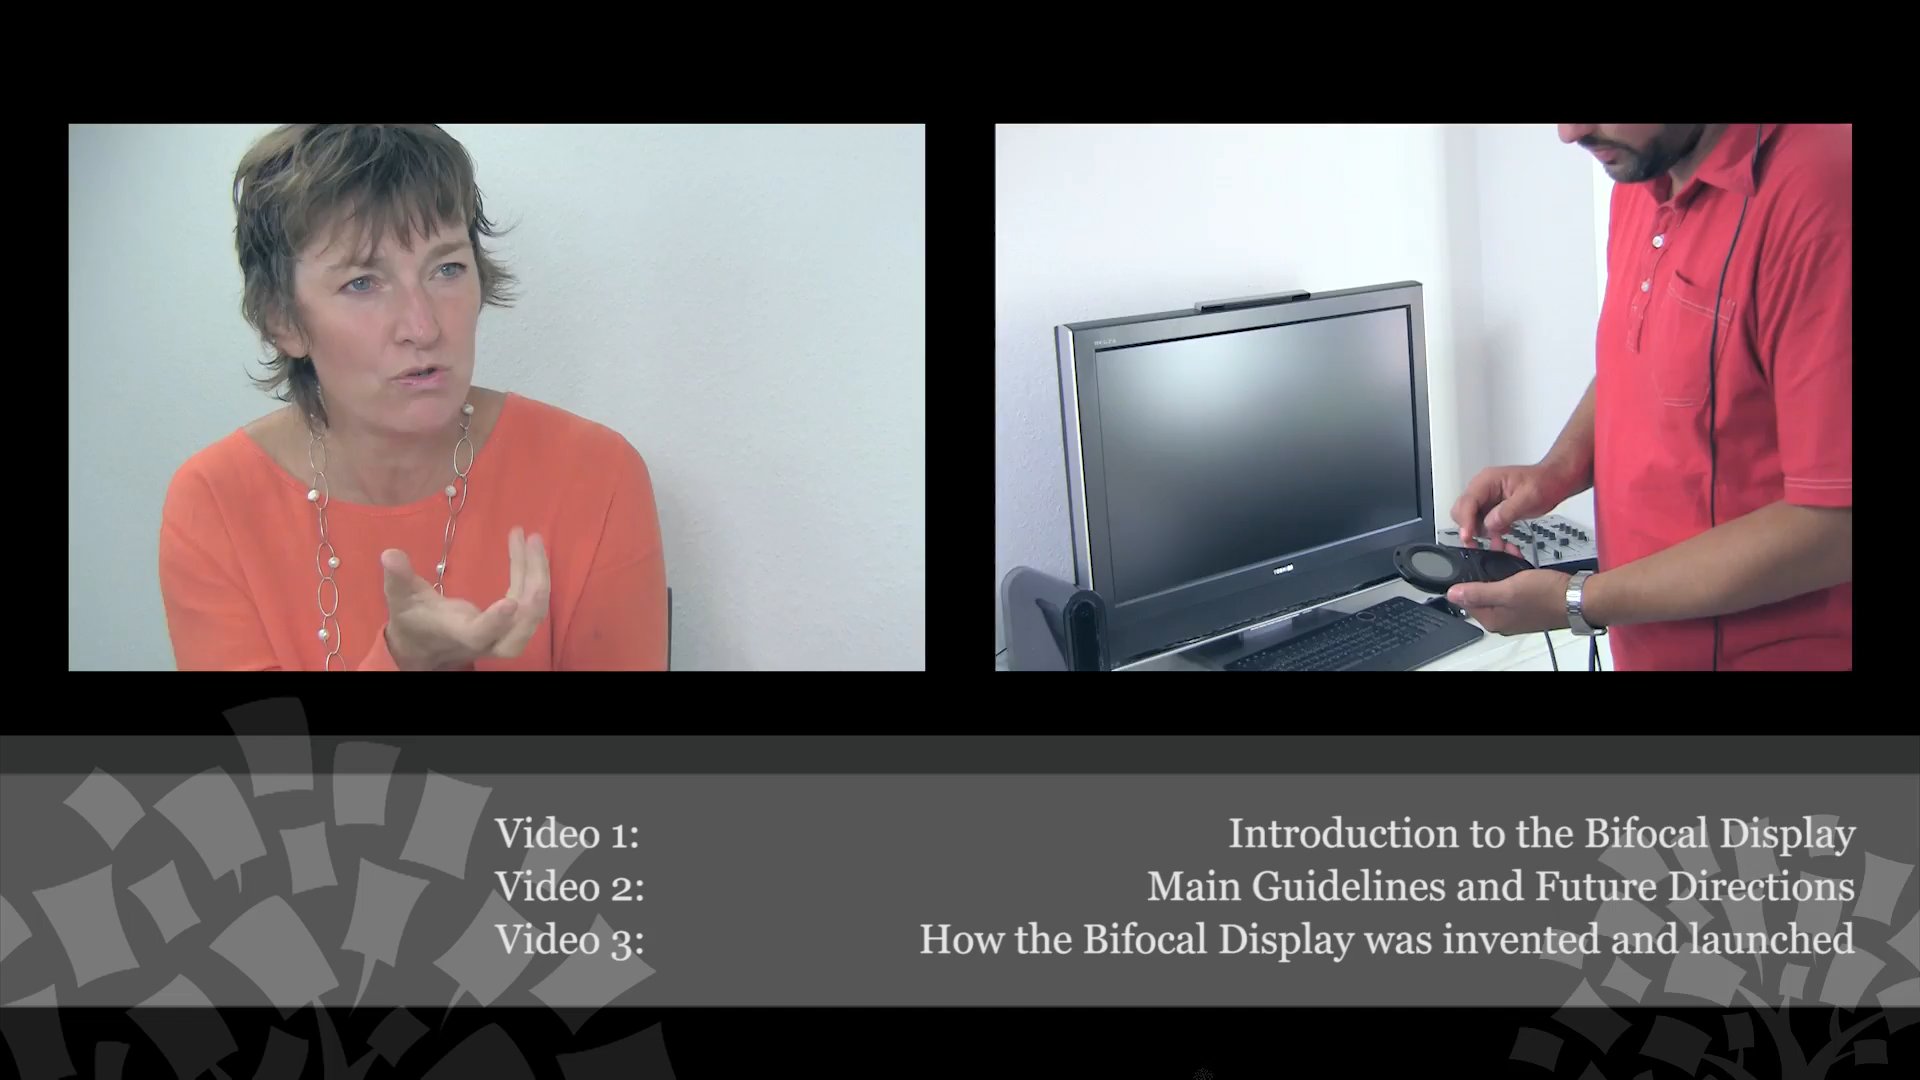 TOSHIBA
Video 1: Introduction to the Bifocal Display
Video 2: Main Guidelines and Future Directions
Video 3: How the Bifocal Display was invented and launched